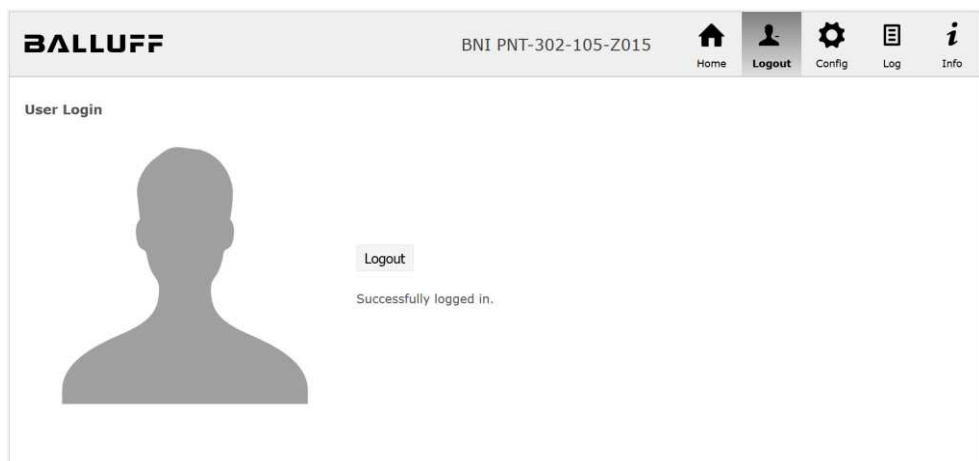 BALLUFF
BNI PNT-302-105-Z015
Home
Logout
Config
Log
Info
User Login
Logout
Successfully logged in.